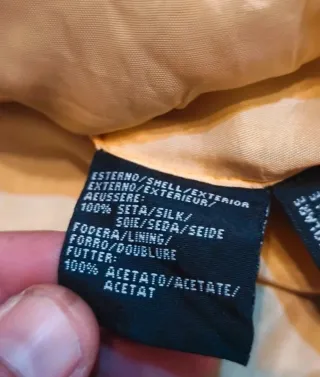 ESTERNO/SHELL/EXTERIOR
EXTERNO/EXTERIEUR/
AEUSSERE:
100% SETA/SILK/
SOIE/SEDA/SEIDE
FODERA/LINING/
FORRO/DOUBLURE
FUTTER:
100% ACETATO/ACETATE/
ACETAT